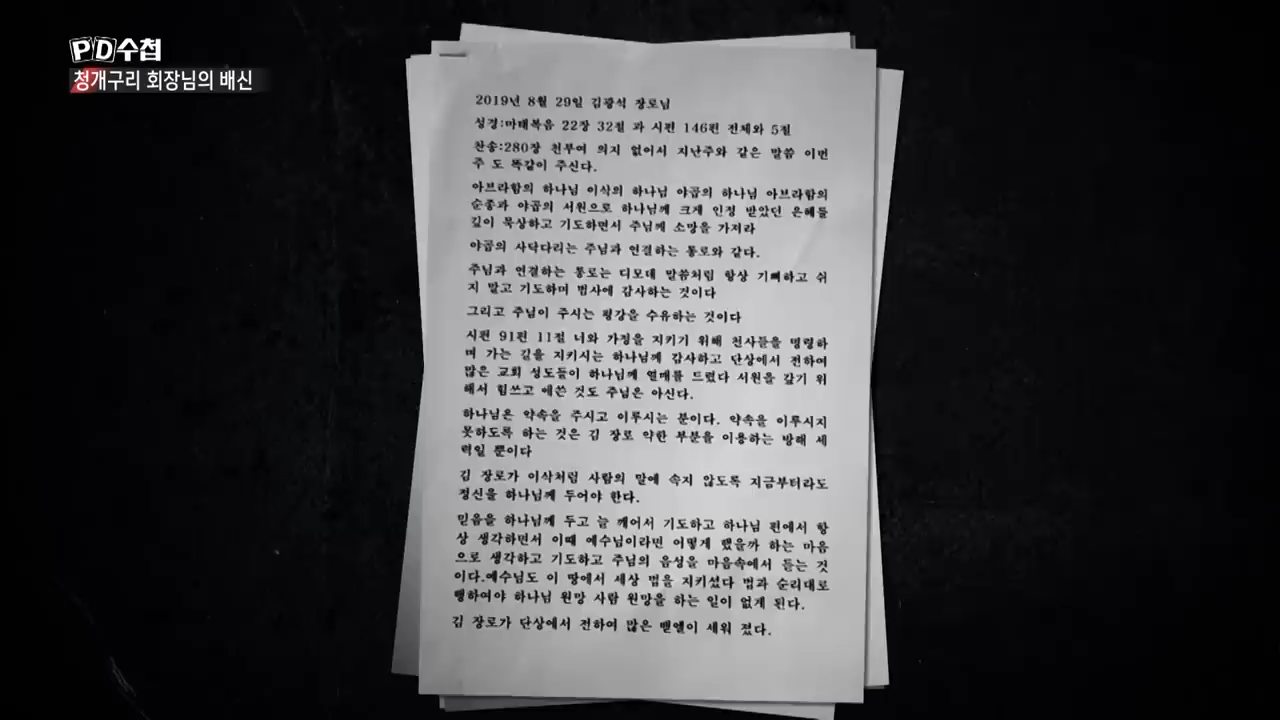 PD수첩
청개구리 회장님의 배신
2019년 8월 29일 김광석 장로님
성경:마태복음 22장 32절 과 시편 146편 전체와 5절
찬송:280장 천부여 의지 없어서 지난주와 같은 말씀 이번
주 도 똑같이 주신다.
아브라함의 하나님 이삭의 하나님 야곱의 하나님 아브라함의
순종과 야곱의 서원으로 하나님께 크게 인정 받았던 은혜를
깊이 묵상하고 기도하면서 주님께 소망을 가져라
야곱의 사닥다리는 주님과 연결하는 통로와 같다.
주님과 연결하는 통로는 디모데 말씀처럼 항상 기뻐하고 쉬
지 말고 기도하며 범사에 감사하는 것이다
그리고 주님이 주시는 평강을 수유하는 것이다
시편 91편 11절 너와 가정을 지키기 위해 천사들을 명령하
며 가는 길을 지키시는 하나님께 감사하고 단상에서 전하여
많은 교회 성도들이 하나님께 열매를 드렸다 서원을 갚기 위
해서 힘쓰고 애쓴 것도 주님은 아신다.
하나님은 약속을 주시고 이루시는 분이다. 약속을 이루시지
못하도록 하는 것은 김 장로 약한 부분을 이용하는 방해 세
력일 뿐이다
김 장로가 이삭처럼 사람의 말에 속지 않도록 지금부터라도
정신을 하나님께 두어야 한다.
믿음을 하나님께 두고 늘 깨어서 기도하고 하나님 편에서 항
상 생각하면서 이때 예수님이라면 어떻게 했을까 하는 마음
으로 생각하고 기도하고 주님의 음성을 마음속에서 듣는 것
이다.예수님도 이 땅에서 세상 법을 지키셨다 법과 순리대로
행하여야 하나님 원망 사람 원망을 하는 일이 없게 된다.
김 장로가 단상에서 전하여 많은 벧엘이 세워 졌다.